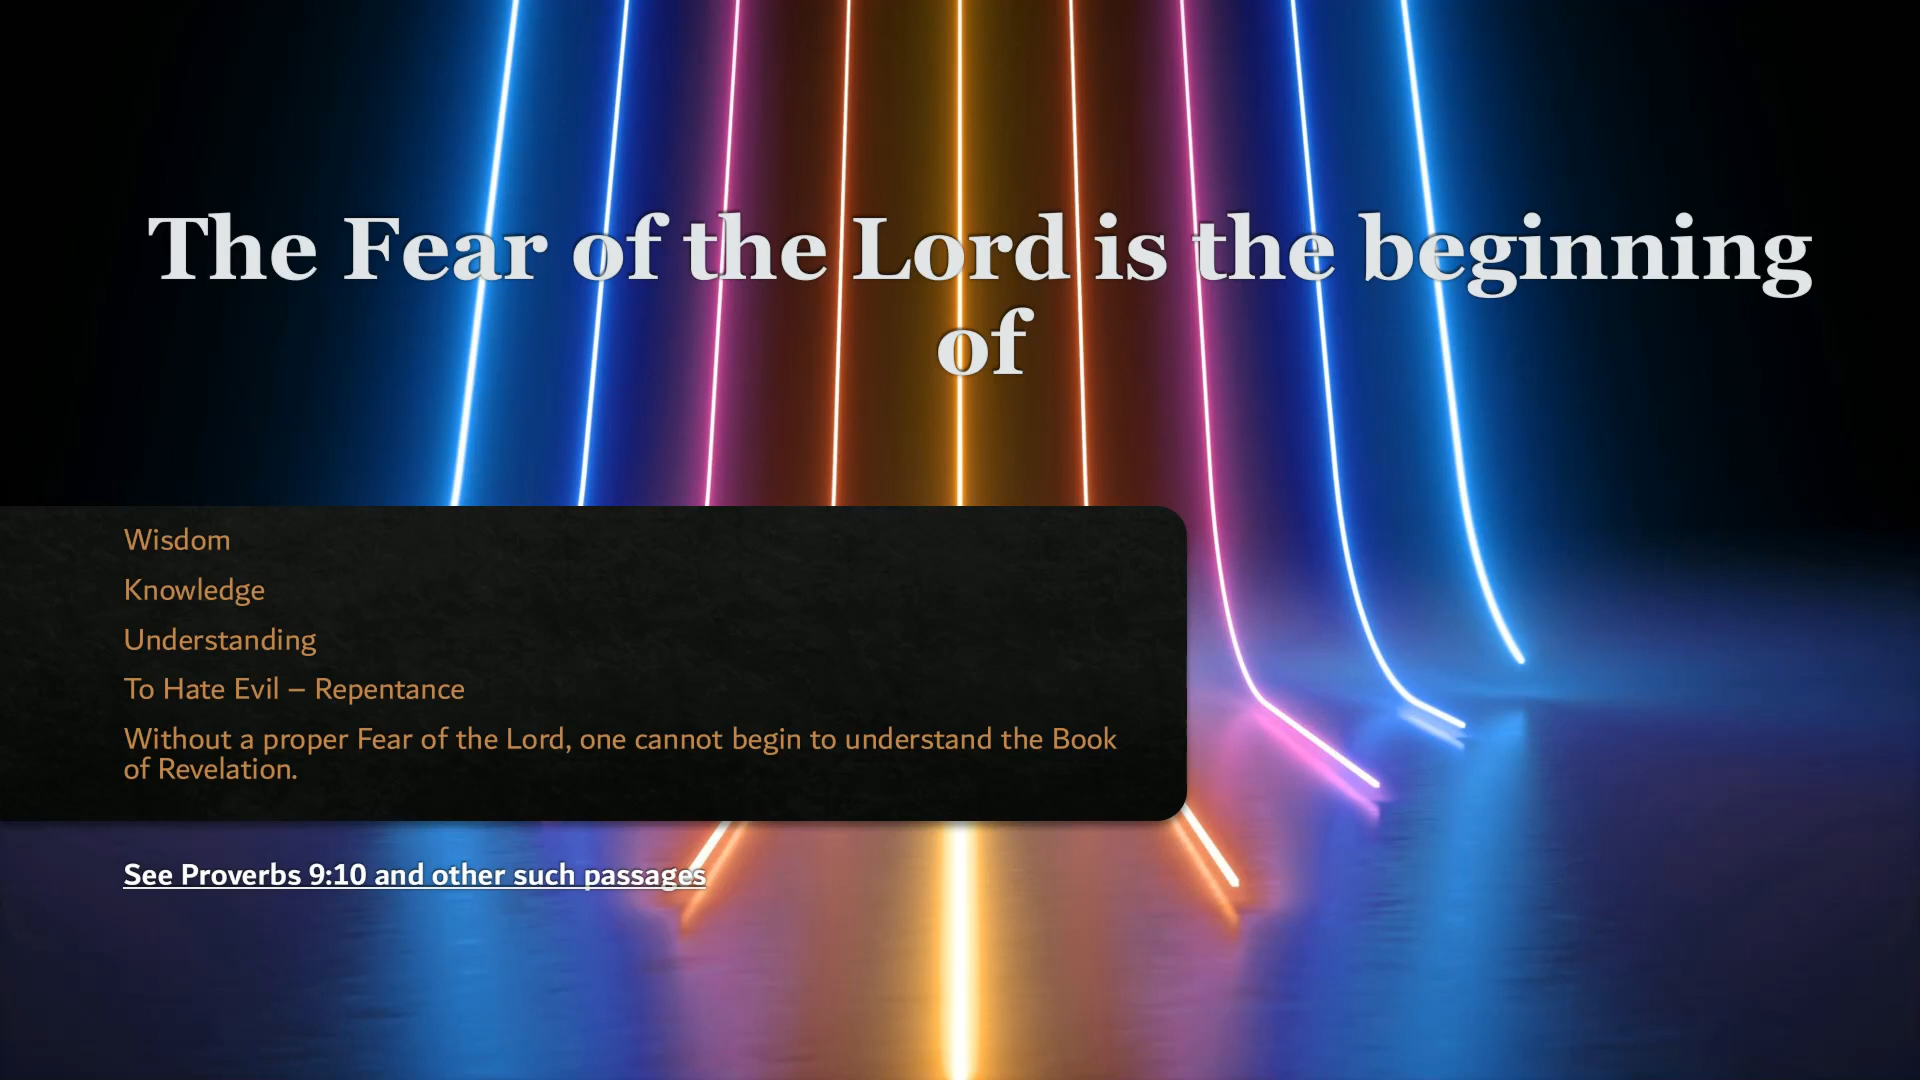 The Fear of the Lord is the beginning
of
Wisdom
Knowledge
Understanding
To Hate Evil – Repentance
Without a proper Fear of the Lord, one cannot begin to understand the Book
of Revelation.
See Proverbs 9:10 and other such passages